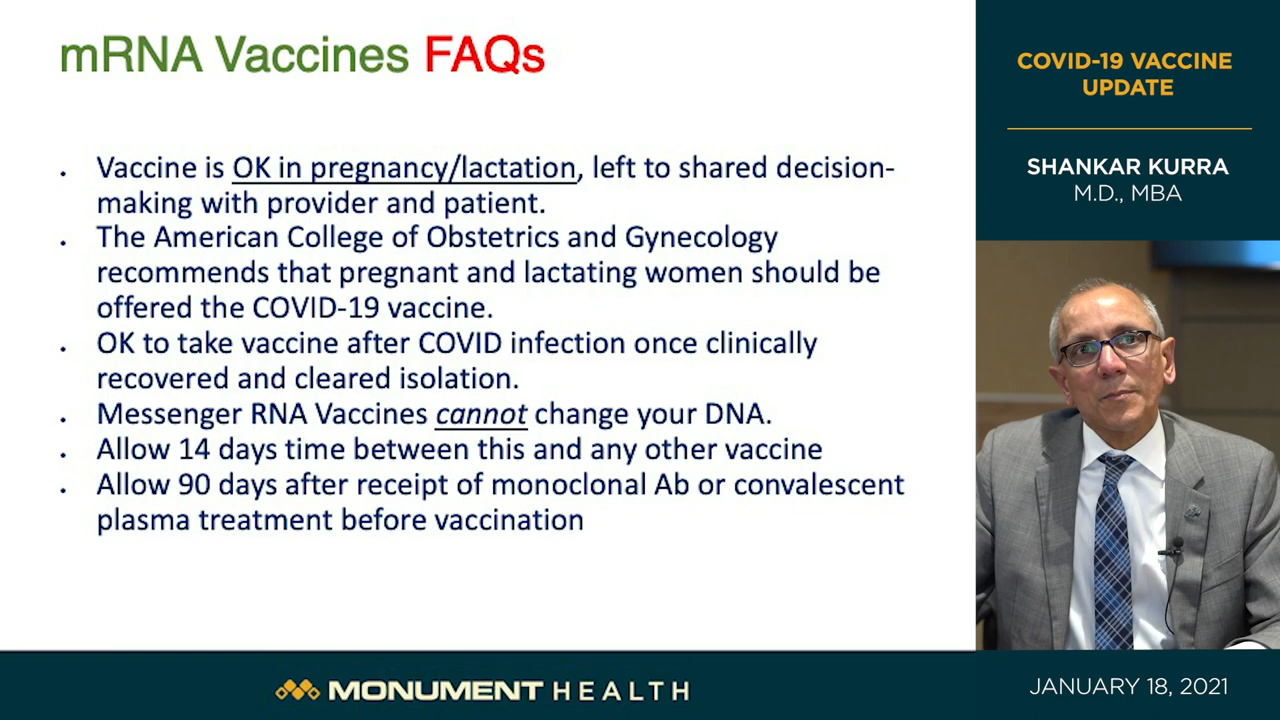 mRNA Vaccines FAQs
• Vaccine is OK in pregnancy/lactation, left to shared decision-
making with provider and patient.
• The American College of Obstetrics and Gynecology
recommends that pregnant and lactating women should be
offered the COVID-19 vaccine.
• OK to take vaccine after COVID infection once clinically
recovered and cleared isolation.
• Messenger RNA Vaccines cannot change your DNA.
• Allow 14 days time between this and any other vaccine
• Allow 90 days after receipt of monoclonal Ab or convalescent
plasma treatment before vaccination
COVID-19 VACCINE
UPDATE
SHANKAR KURRA
M.D., MBA
MONUMENT HEALTH
JANUARY 18, 2021